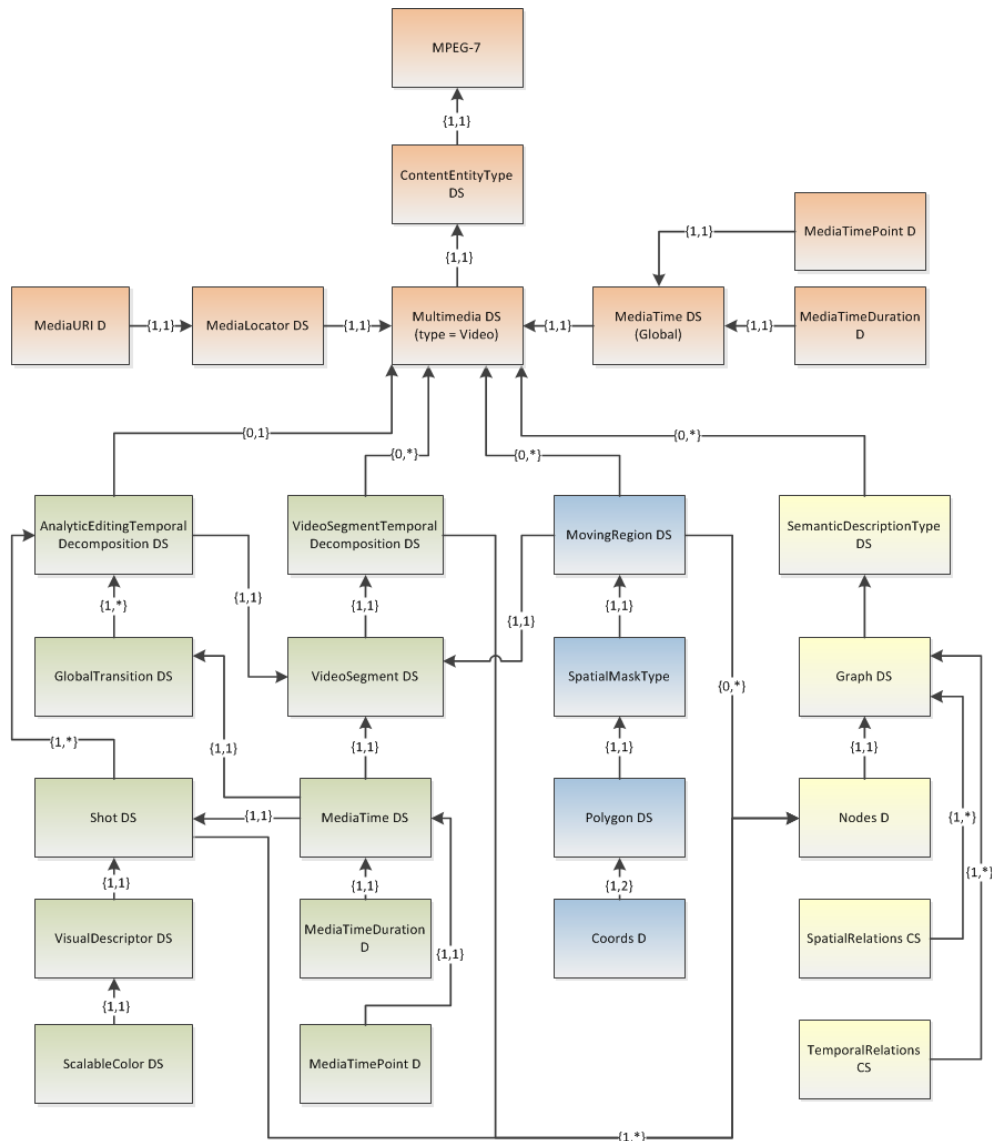 MPEG-7
{1,1}
ContentEntityType
DS
{1,1}
MediaTimePoint D
{1,1}
MediaURI D
{1,1}
MediaLocator DS
{1,1}
Multimedia DS
(type = Video)
{1,1}
MediaTime DS
(Global)
{1,1}
MediaTimeDuration
D
{0,1}
{0,*}
{0,*}
{0,*}
AnalyticEditingTemporal
Decomposition DS
VideoSegmentTemporal
Decomposition DS
MovingRegion DS
SemanticDescriptionType
DS
{1,*}
{1,1}
{1,1}
{1,1}
{1,1}
GlobalTransition DS
VideoSegment DS
SpatialMaskType
Graph DS
{0,*}
{1,*}
{1,1}
{1,1}
{1,1}
{1,1}
Shot DS
{1,1}
MediaTime DS
Polygon DS
Nodes D
{1,*}
{1,1}
{1,1}
{1,2}
{1,*}
VisualDescriptor DS
MediaTimeDuration
D
{1,1}
Coords D
SpatialRelations CS
{1,1}
ScalableColor DS
MediaTimePoint D
TemporalRelations
CS
{1,*}